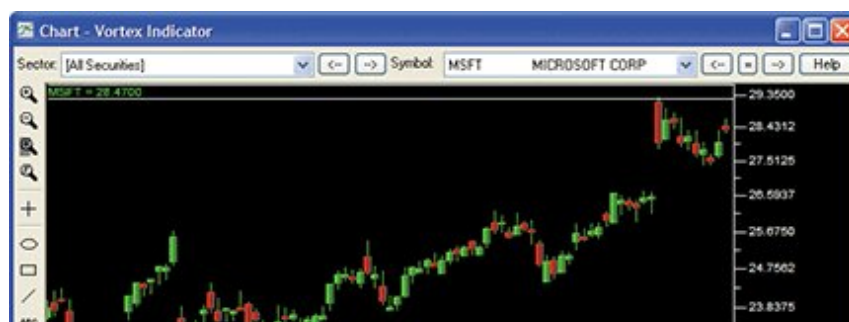 Chart - Vortex Indicator
Sector: [All Securities] <-- --> Symbol: MSFT MICROSOFT CORP <-- = --> Help
MSFT = 28.4700
29.3500
28.4312
27.5125
26.5937
25.6750
24.7562
23.8375